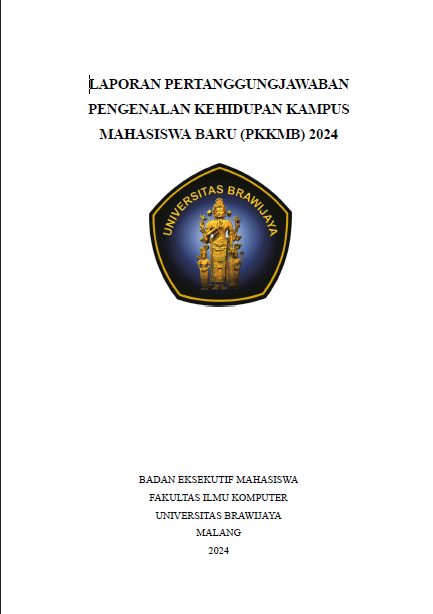 LAPORAN PERTANGGUNGJAWABAN
PENGENALAN KEHIDUPAN KAMPUS
MAHASISWA BARU (PKKMB) 2024
UNIVERSITAS BRAWIJAYA
BADAN EKSEKUTIF MAHASISWA
FAKULTAS ILMU KOMPUTER
UNIVERSITAS BRAWIJAYA
MALANG
2024